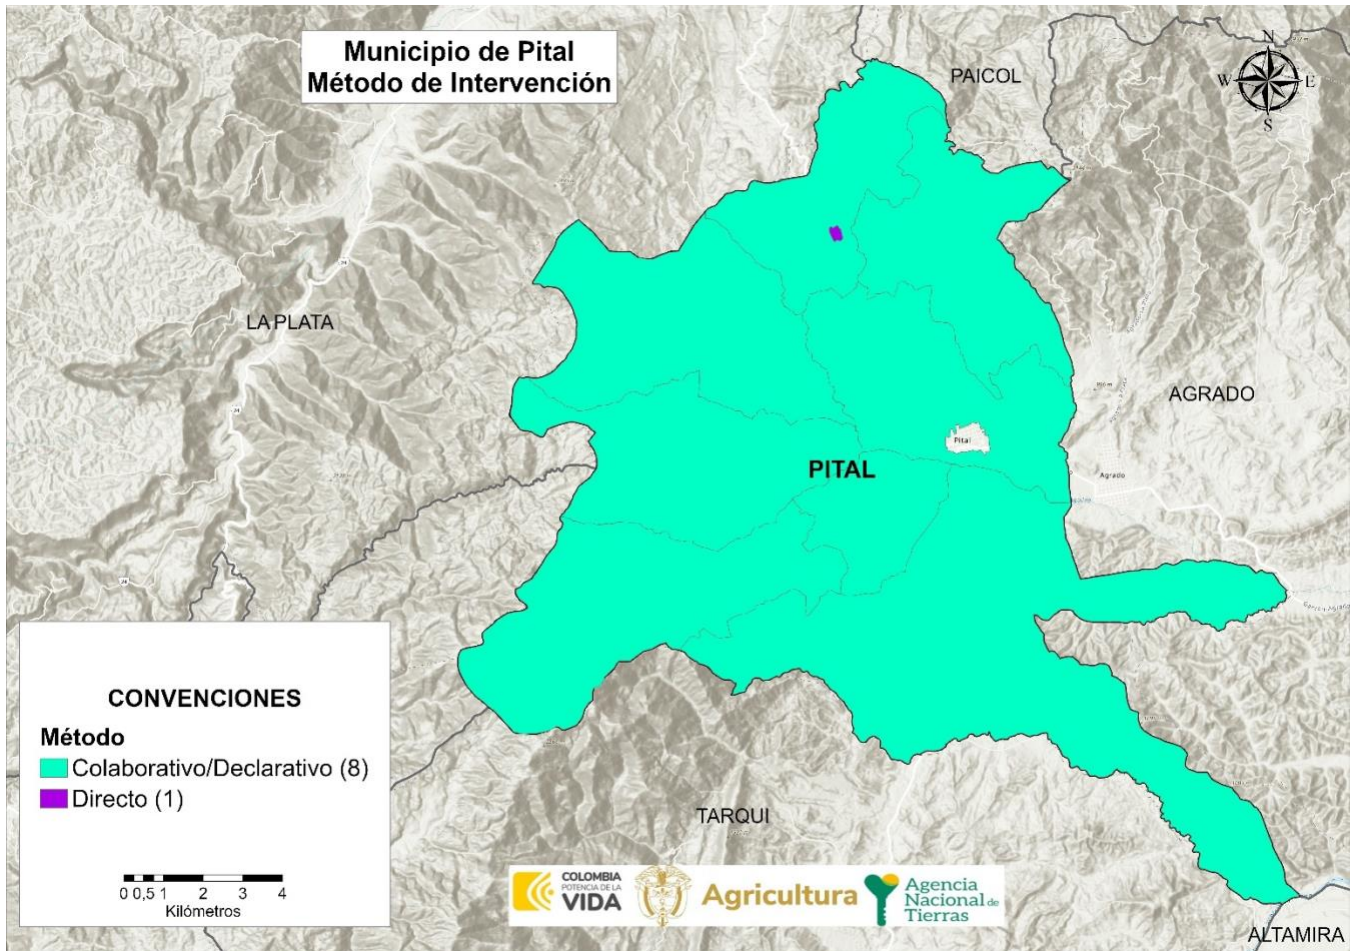 Municipio de Pital
Método de Intervención
PAICOL
N
W
E
S
LA PLATA
AGRADO
Pital
PITAL
Agrado
CONVENCIONES
Método
Colaborativo/Declarativo (8)
Directo (1)
0 0,5 1 2 3 4
Kilómetros
TARQUI
COLOMBIA
POTENCIA DE LA
VIDA
Agricultura
Agencia
Nacional de
Tierras
ALTAMIRA